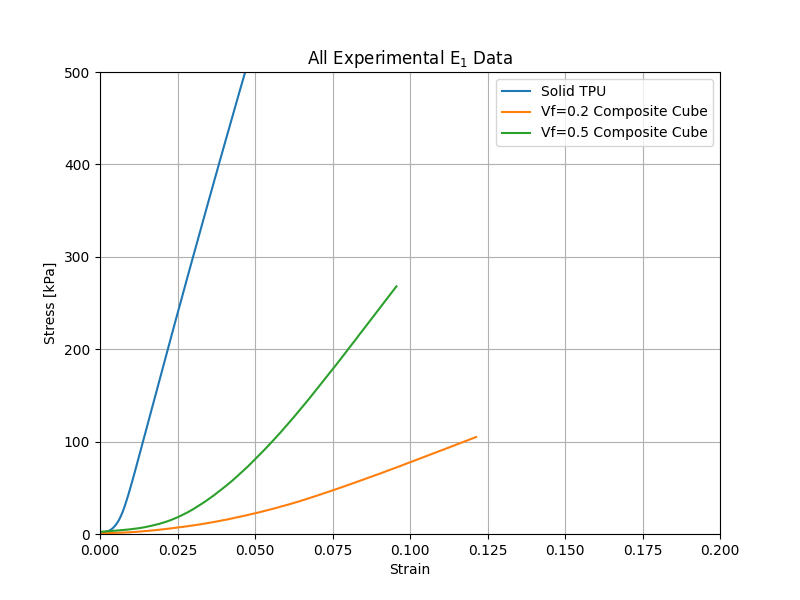 All Experimental E₁ Data
Solid TPU
Vf=0.2 Composite Cube
Vf=0.5 Composite Cube
Stress [kPa]
500
400
300
200
100
0
0.000 0.025 0.050 0.075 0.100 0.125 0.150 0.175 0.200
Strain